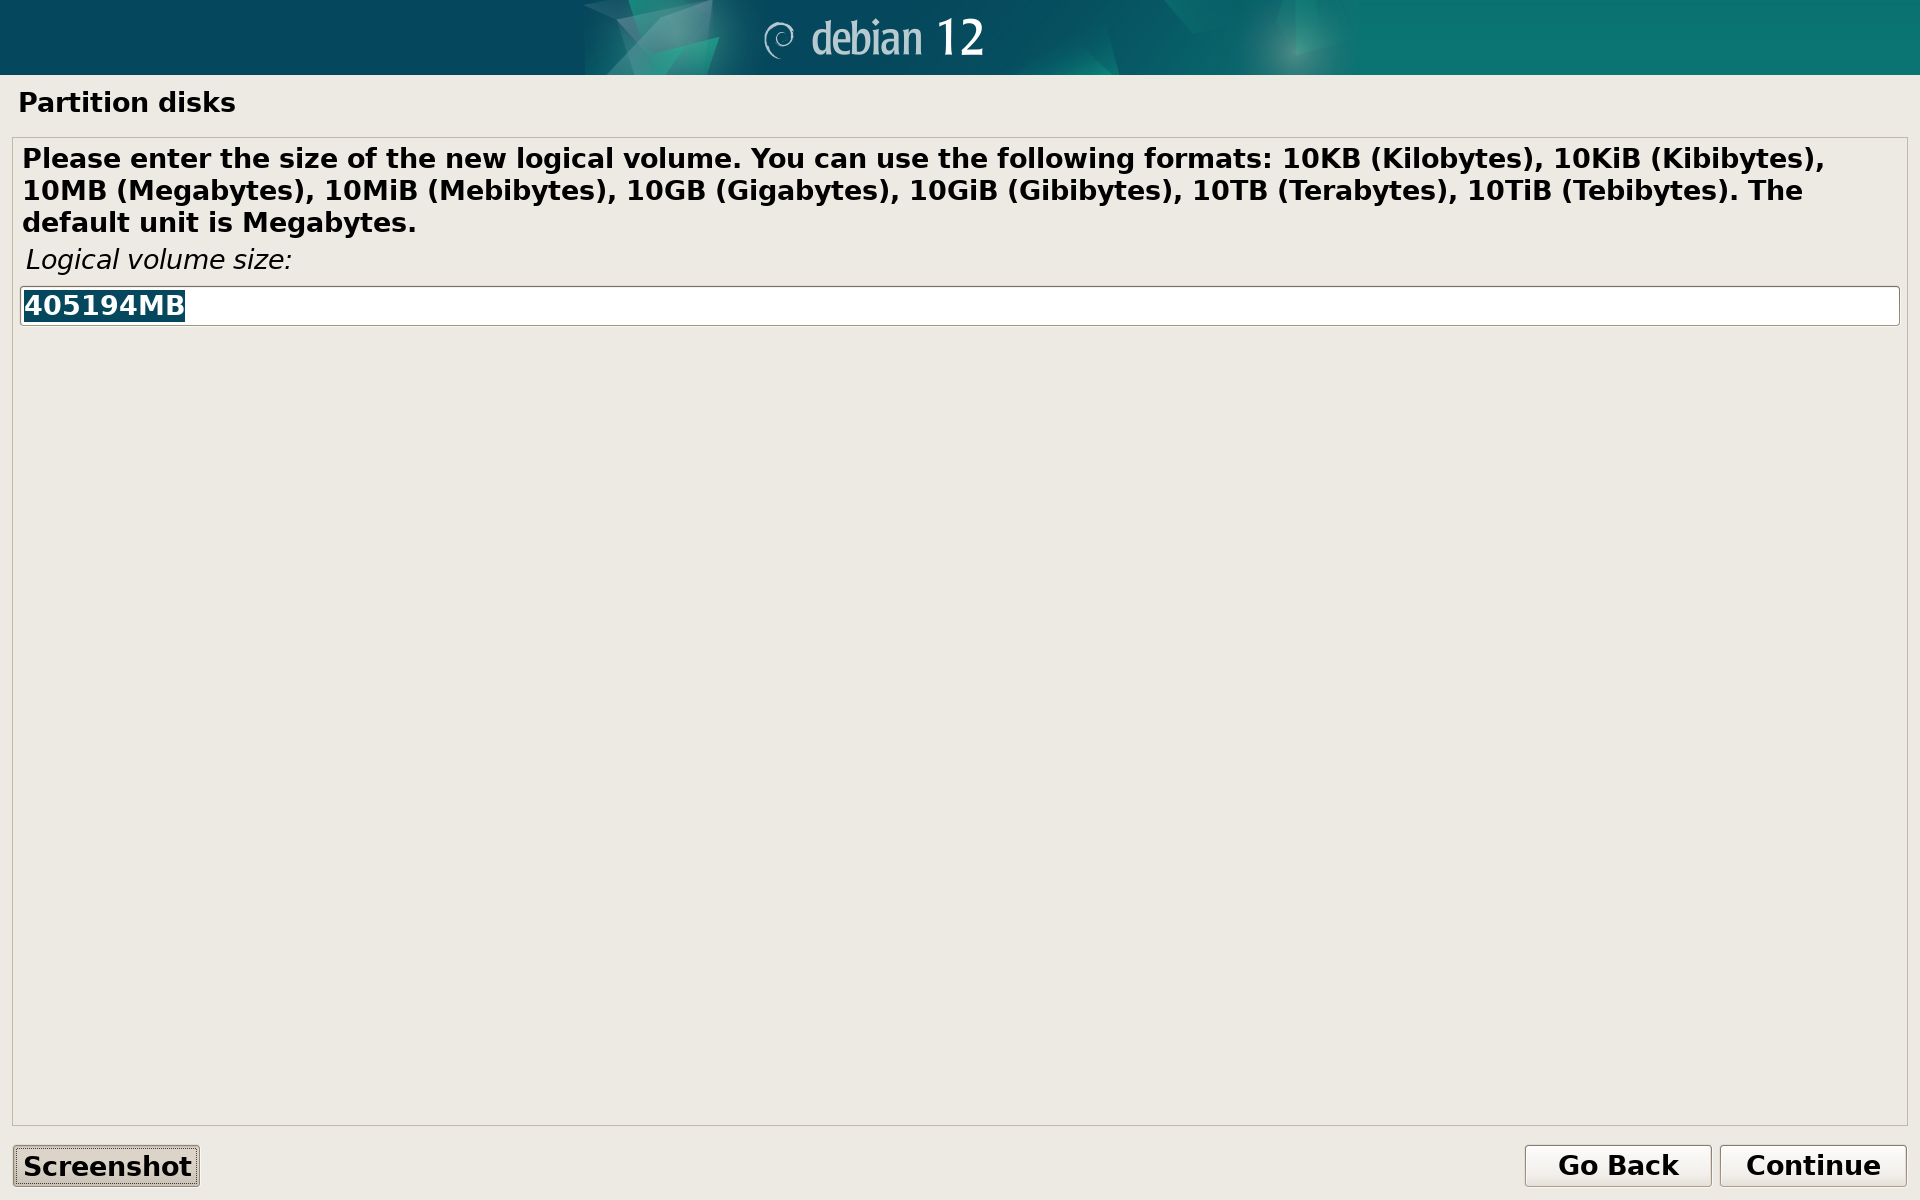 debian 12
Partition disks
Please enter the size of the new logical volume. You can use the following formats: 10KB (Kilobytes), 10KiB (Kibibytes),
10MB (Megabytes), 10MiB (Mebibytes), 10GB (Gigabytes), 10GiB (Gibibytes), 10TB (Terabytes), 10TiB (Tebibytes). The
default unit is Megabytes.
Logical volume size:
405194MB
Screenshot
Go Back
Continue